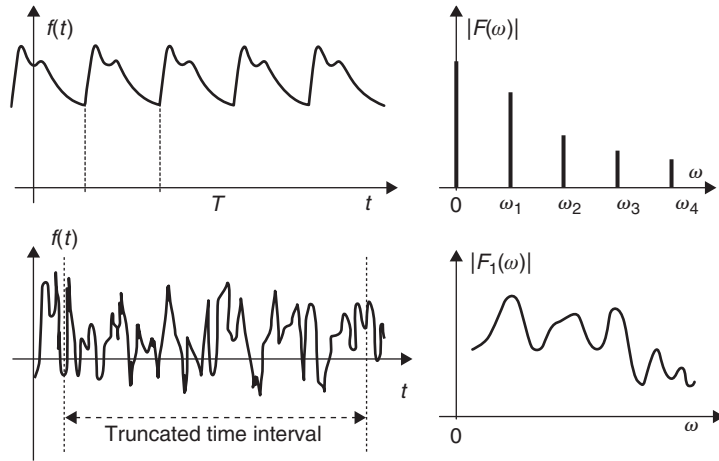 f(t)
T
t
|F(ω)|
ω
0
ω1
ω2
ω3
ω4
f(t)
t
Truncated time interval
|F1(ω)|
0
ω